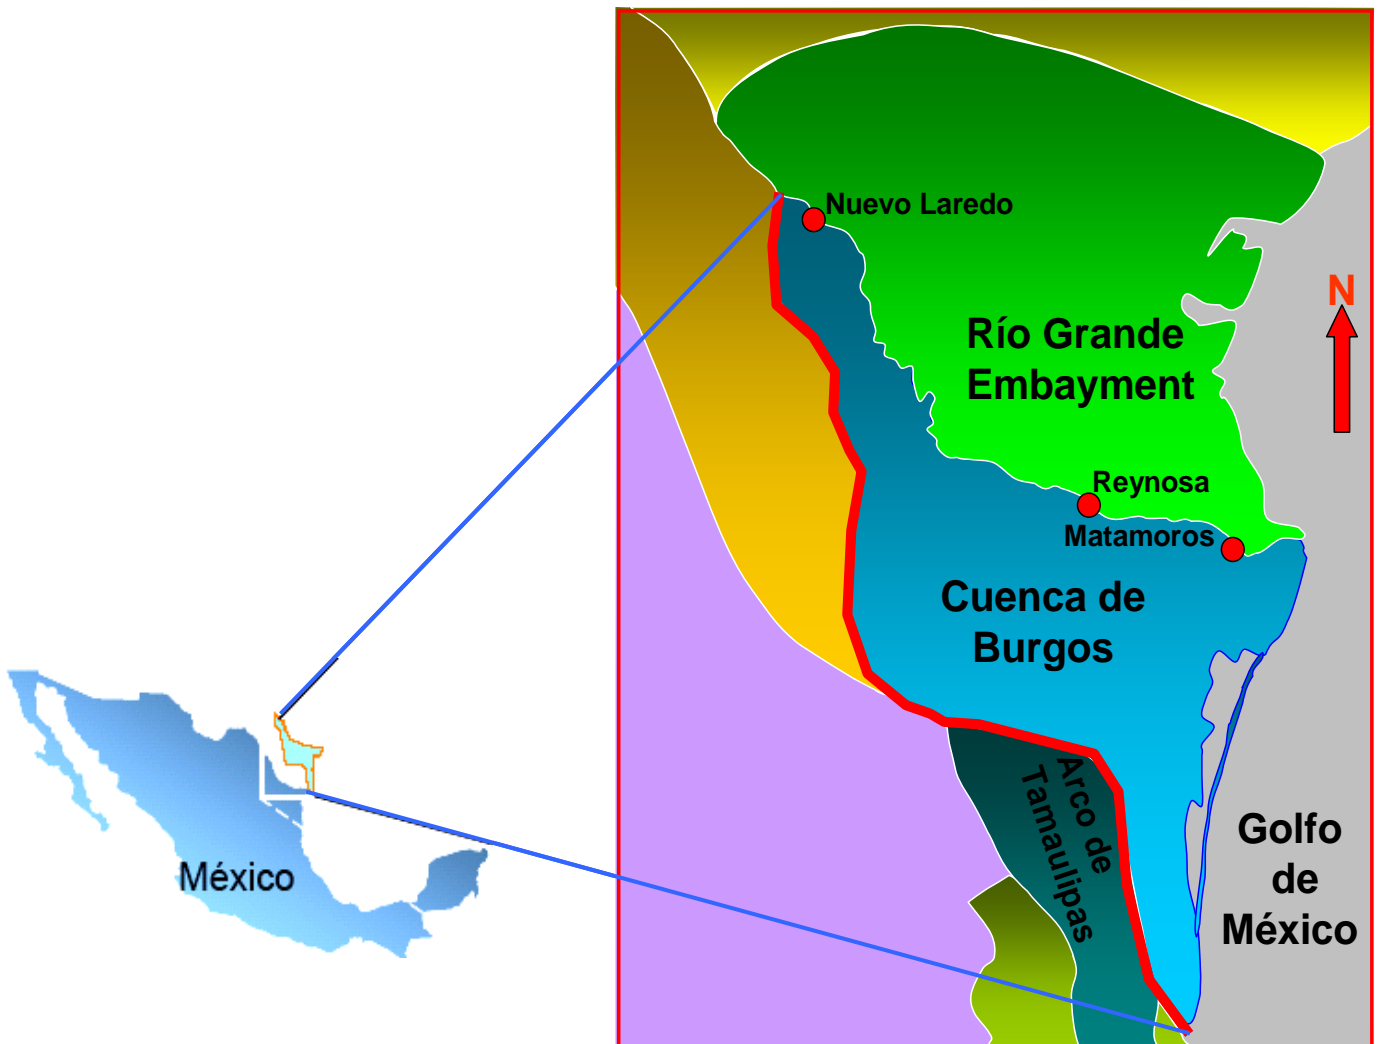 Nuevo Laredo
N
Río Grande
Embayment
Reynosa
Matamoros
Cuenca de
Burgos
Arco de
Tamaulipas
Golfo
de
México
México